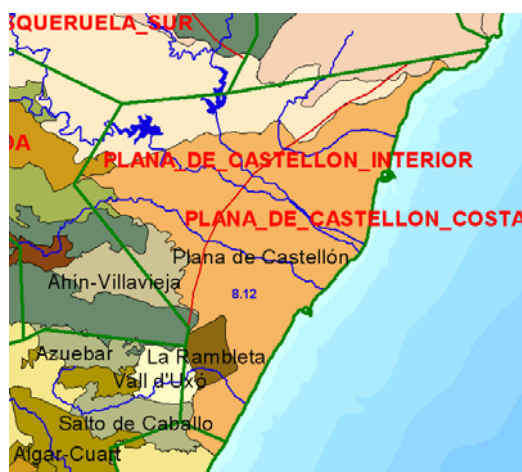 SQUERUELA_SUR
DA
PLANA_DE_CASTELLON_INTERIOR
PLANA_DE_CASTELLON_COSTA
Plana de Castellón
Ahín-Villavieja
8.12
Azuebar
La Rambleta
Vall d'Uxó
Salto de Caballo
Algar-Cuart